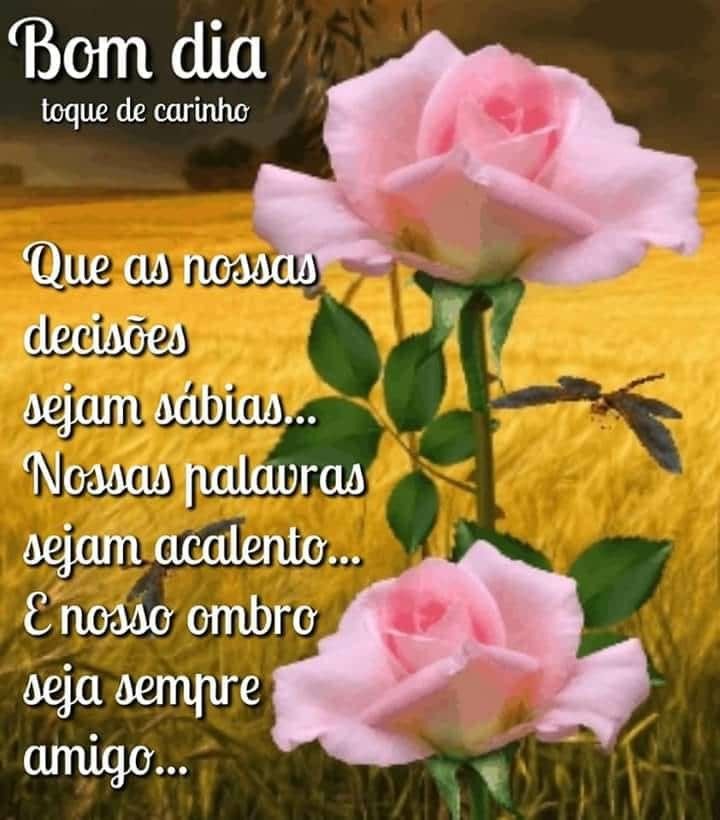 Bom dia
toque de carinho
Que as nossas
decisões
sejam sábias...
Nossas palavras
sejam acalento...
E nosso ombro
seja sempre
amigo...